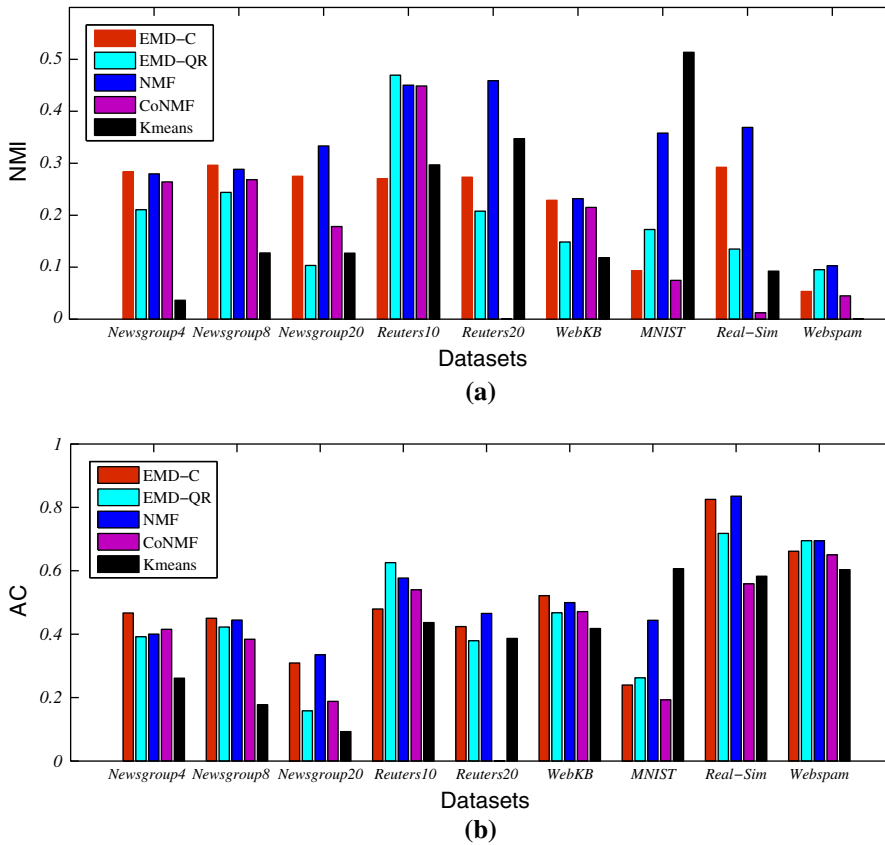 0.5
0.4
0.3
0.2
0.1
0
NMI
EMD-C
EMD-QR
NMF
CoNMF
Kmeans
Newsgroup4 Newsgroup8 Newsgroup20 Reuters10 Reuters20 WebKB MNIST Real-Sim Webspam
Datasets
(a)
1
0.8
0.6
0.4
0.2
0
AC
EMD-C
EMD-QR
NMF
CoNMF
Kmeans
Newsgroup4 Newsgroup8 Newsgroup20 Reuters10 Reuters20 WebKB MNIST Real-Sim Webspam
Datasets
(b)